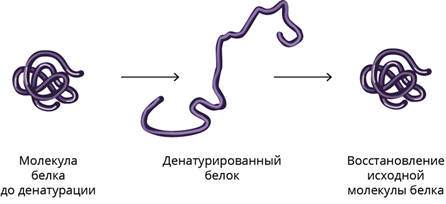 Молекула
белка
до денатурации
Денатурированный
белок
Восстановление
исходной
молекулы белка